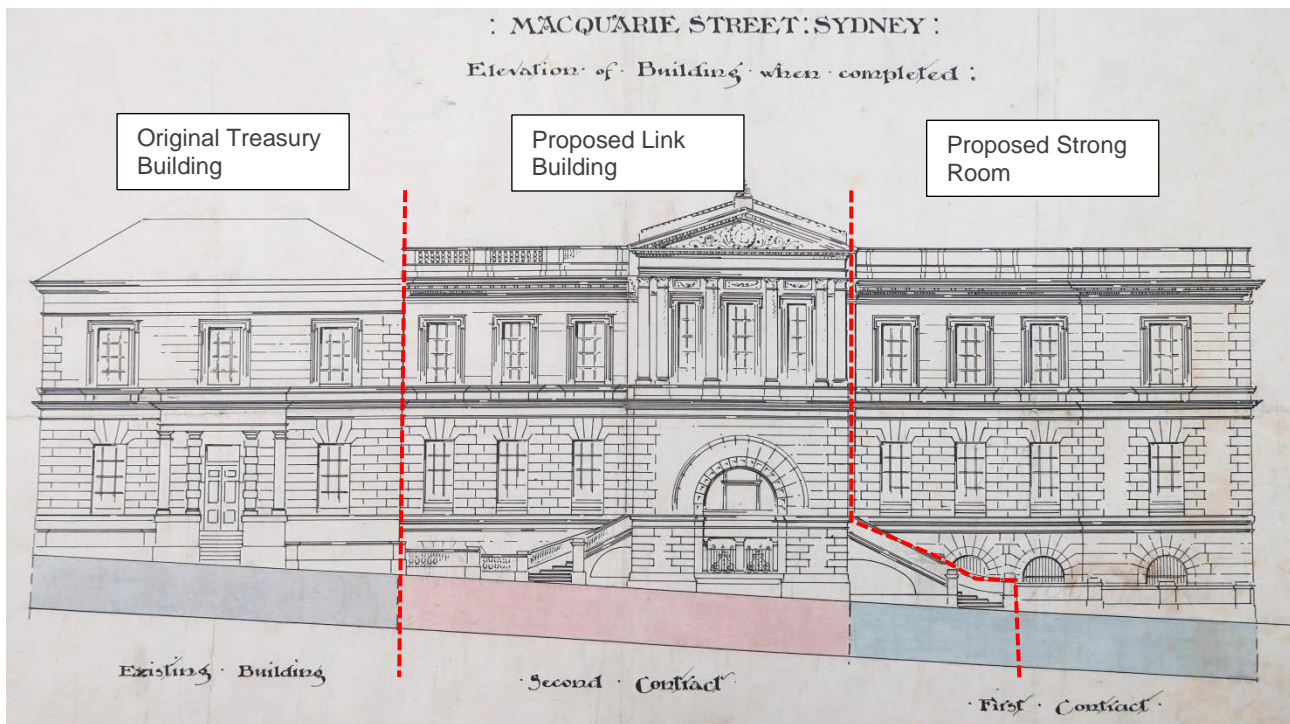 : MACQUARIE STREET: SYDNEY :
Elevation · of · Building · when · completed :
Original Treasury
Building
Proposed Link
Building
Proposed Strong
Room
Existing · Building
· Second · Contract ·
· First · Contract ·